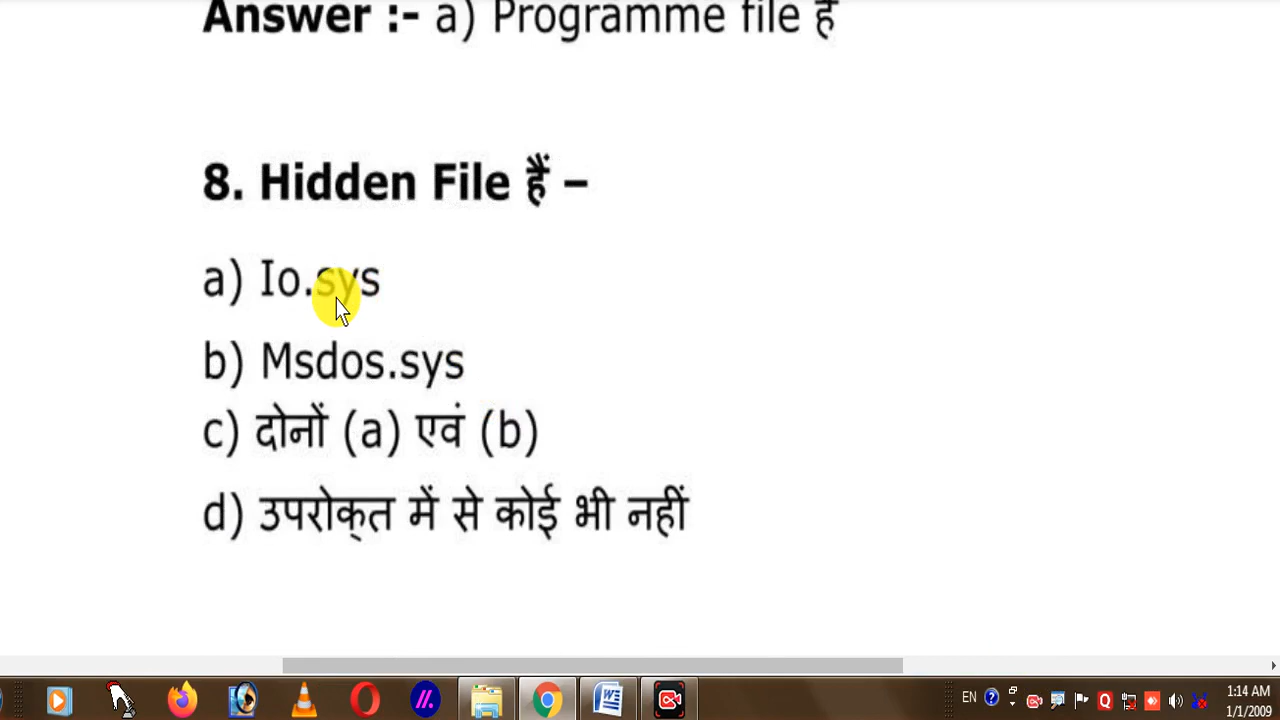 Answer :- a) Programme file है
8. Hidden File हैं –
a) Io.sys
b) Msdos.sys
c) दोनों (a) एवं (b)
d) उपरोक्त में से कोई भी नहीं
EN
1:14 AM
1/1/2009